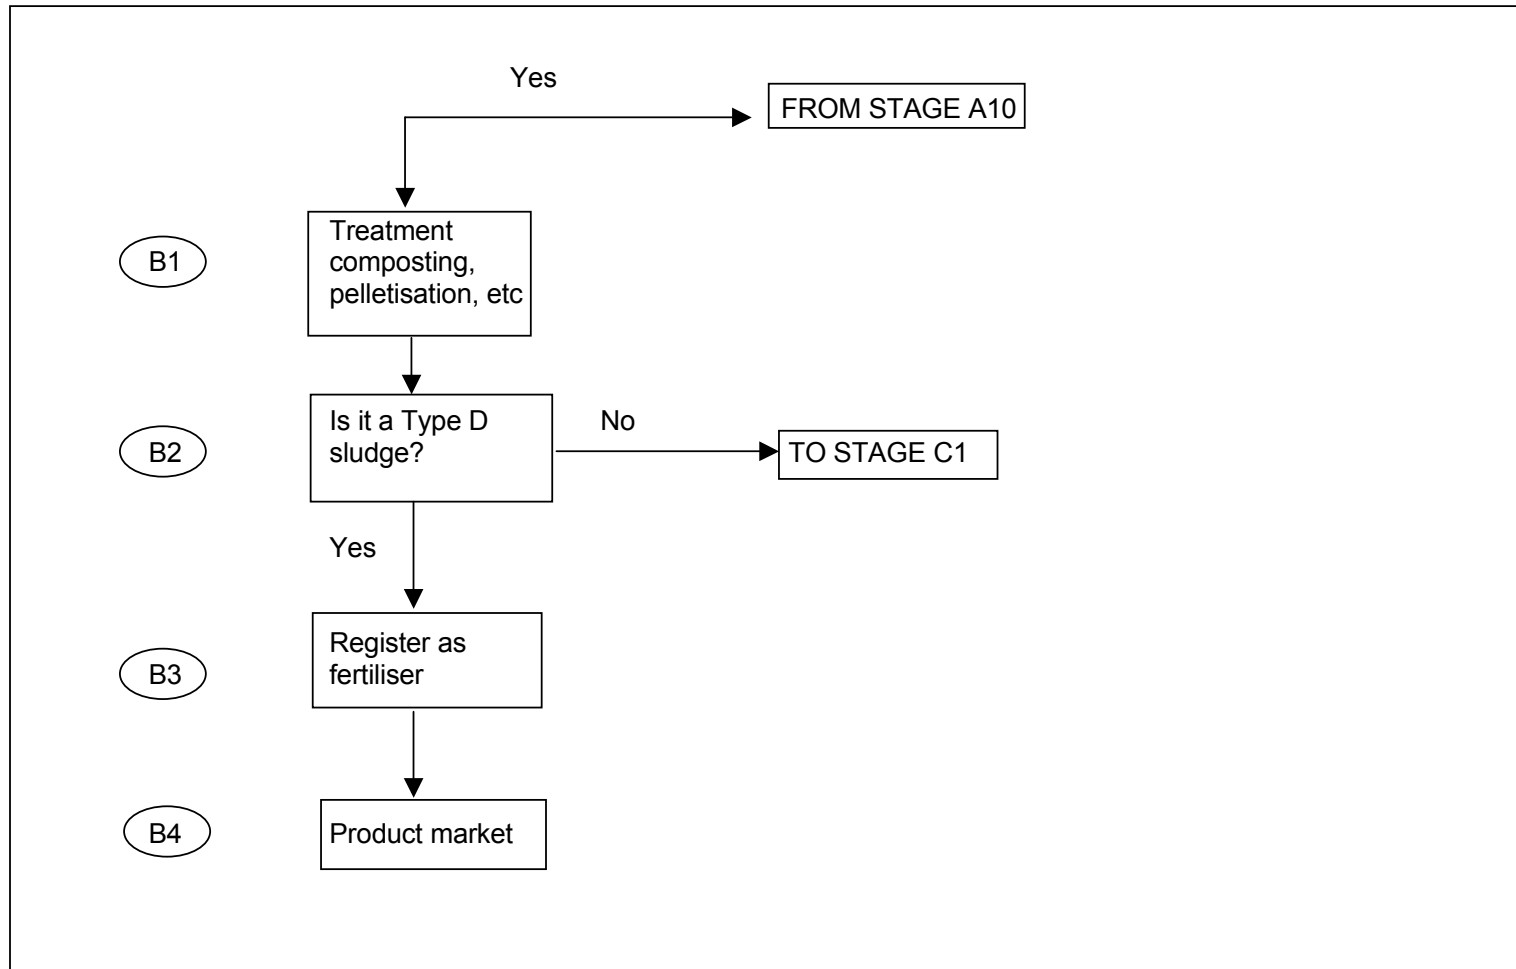 Yes
FROM STAGE A10
B1
Treatment
composting,
pelletisation, etc
B2
Is it a Type D
sludge?
No
TO STAGE C1
Yes
B3
Register as
fertiliser
B4
Product market